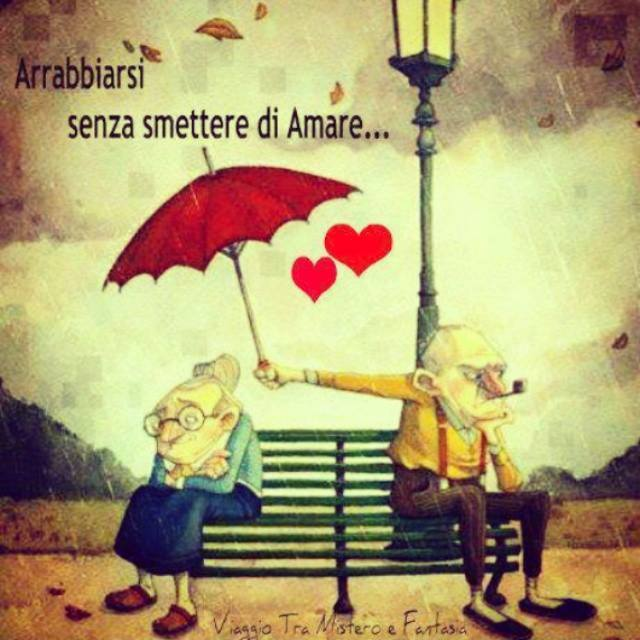 Arrabbiarsi
senza smettere di Amare...
Viaggio Tra Mistero e Fantasia